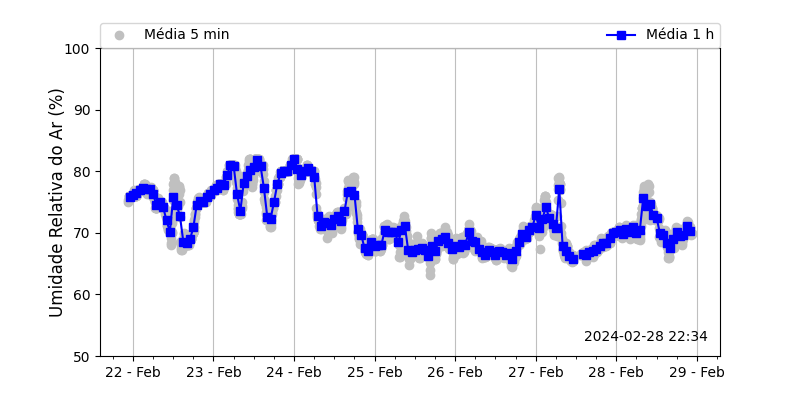 Média 5 min
Média 1 h
Umidade Relativa do Ar (%)
100
90
80
70
60
50
2024-02-28 22:34
22 - Feb
23 - Feb
24 - Feb
25 - Feb
26 - Feb
27 - Feb
28 - Feb
29 - Feb